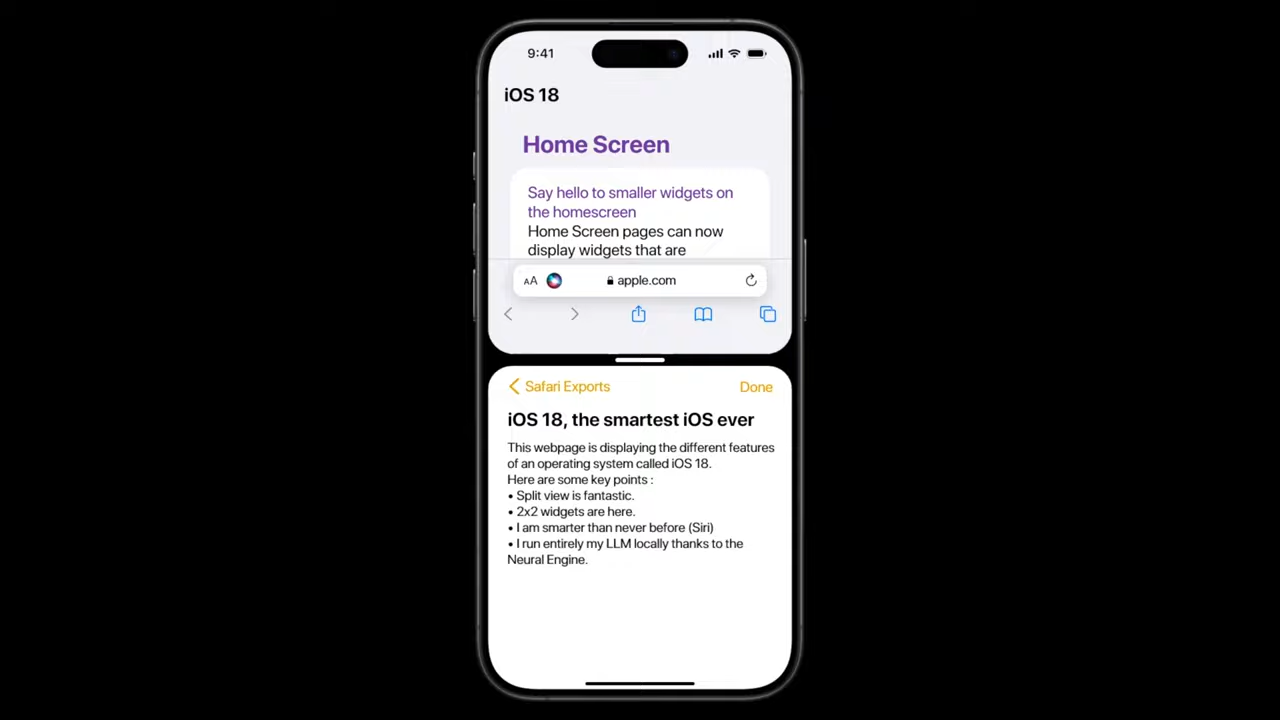 9:41
iOS 18
Home Screen
Say hello to smaller widgets on
the homescreen
Home Screen pages can now
display widgets that are
AA apple.com
Safari Exports Done
iOS 18, the smartest iOS ever
This webpage is displaying the different features
of an operating system called iOS 18.
Here are some key points :
• Split view is fantastic.
• 2x2 widgets are here.
• I am smarter than never before (Siri)
• I run entirely my LLM locally thanks to the
Neural Engine.